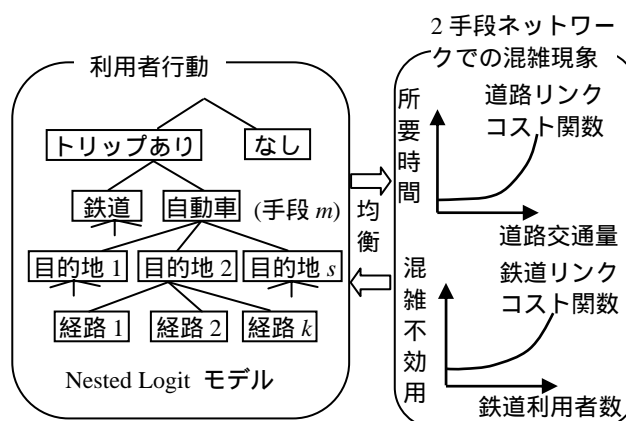 利用者行動
トリップあり
なし
鉄道
自動車
(手段 m)
目的地 1
目的地 2
目的地 s
経路 1
経路 2
経路 k
Nested Logit モデル
均衡
2 手段ネットワー
クでの混雑現象
所要時間
道路リンク
コスト関数
道路交通量
混雑不効用
鉄道リンク
コスト関数
鉄道利用者数